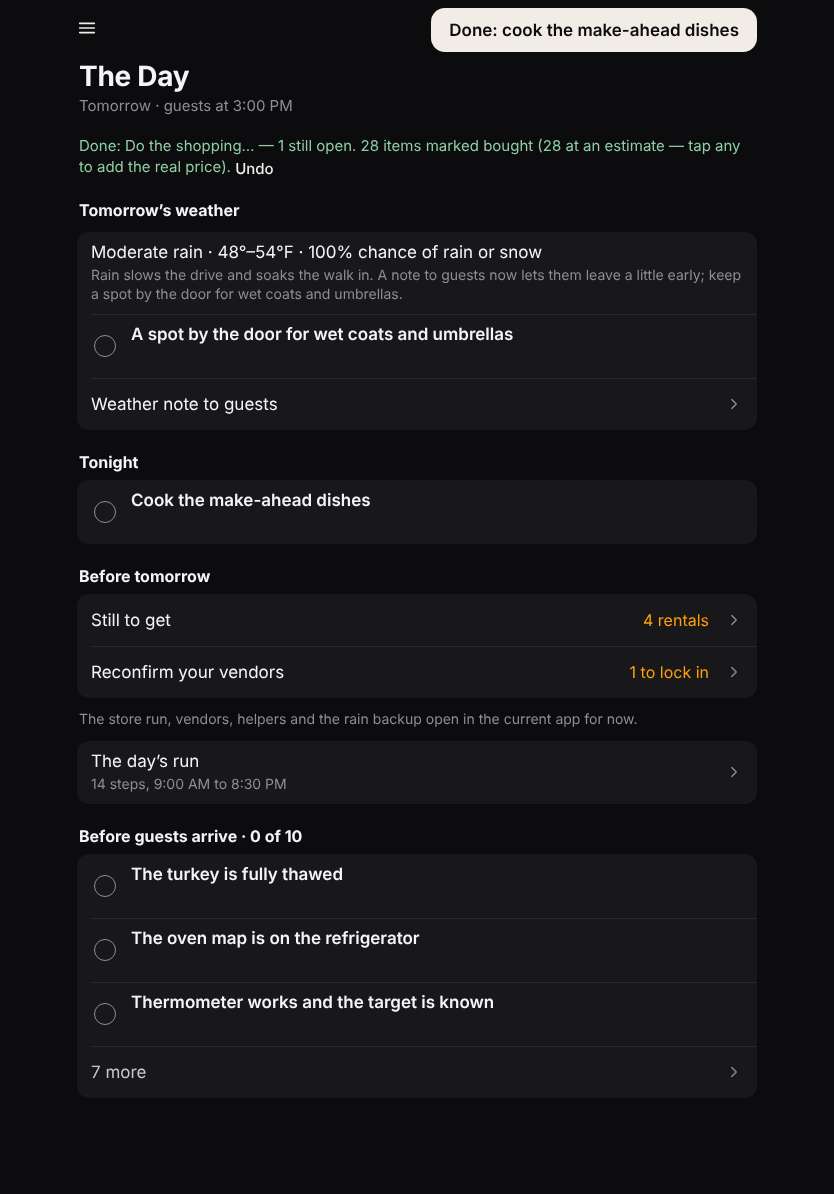 Done: cook the make-ahead dishes
The Day
Tomorrow · guests at 3:00 PM
Done: Do the shopping… — 1 still open. 28 items marked bought (28 at an estimate — tap any
to add the real price). Undo
Tomorrow’s weather
Moderate rain · 48°–54°F · 100% chance of rain or snow
Rain slows the drive and soaks the walk in. A note to guests now lets them leave a little early; keep
a spot by the door for wet coats and umbrellas.
A spot by the door for wet coats and umbrellas
Weather note to guests
Tonight
Cook the make-ahead dishes
Before tomorrow
Still to get 4 rentals
Reconfirm your vendors 1 to lock in
The store run, vendors, helpers and the rain backup open in the current app for now.
The day’s run
14 steps, 9:00 AM to 8:30 PM
Before guests arrive · 0 of 10
The turkey is fully thawed
The oven map is on the refrigerator
Thermometer works and the target is known
7 more